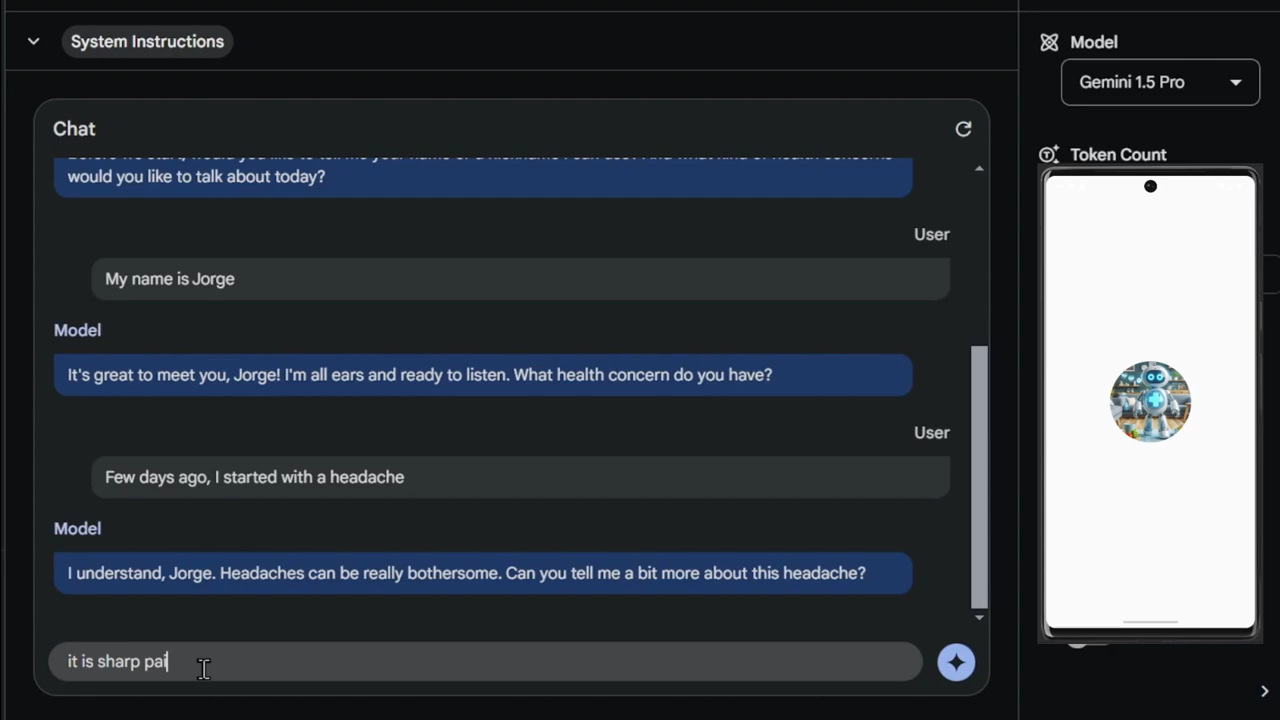 System Instructions
Model
Gemini 1.5 Pro
Chat
Token Count
would you like to talk about today?
User
My name is Jorge
Model
It's great to meet you, Jorge! I'm all ears and ready to listen. What health concern do you have?
User
Few days ago, I started with a headache
Model
I understand, Jorge. Headaches can be really bothersome. Can you tell me a bit more about this headache?
it is sharp pai